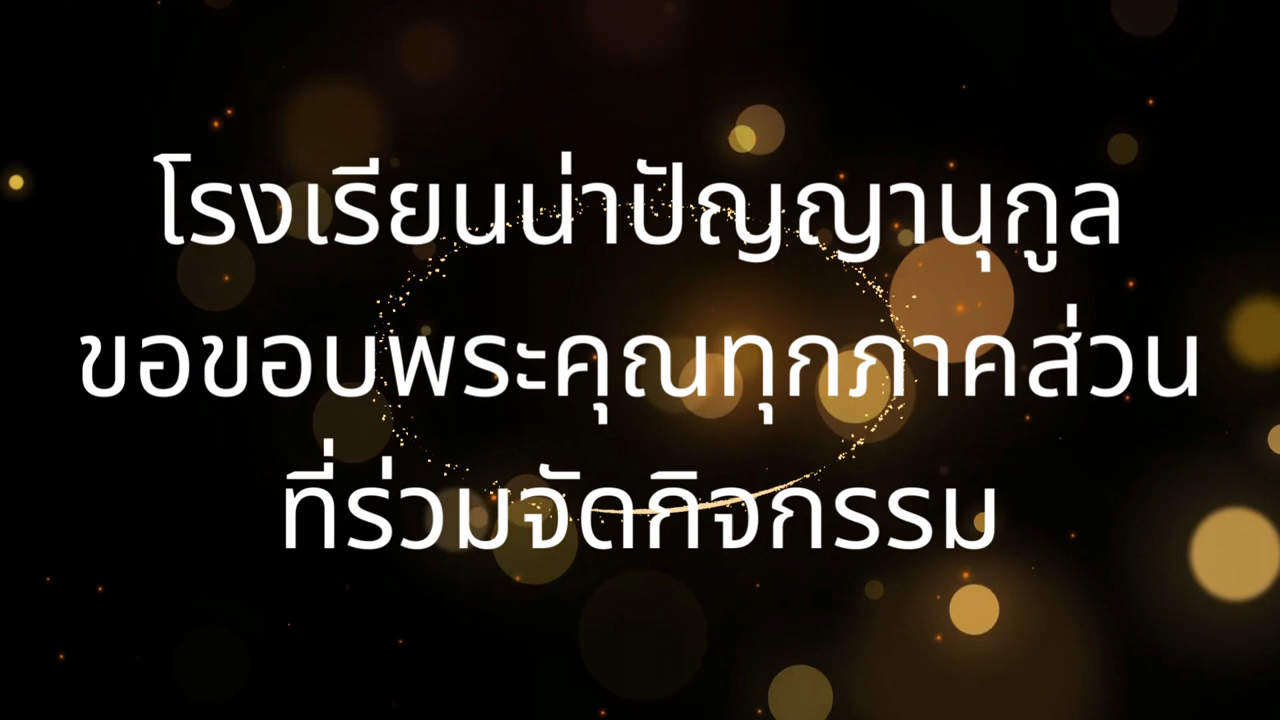 โรงเรียนน่าปัญญานุกูล
ขอขอบพระคุณทุกภาคส่วน
ที่ร่วมจัดกิจกรรม